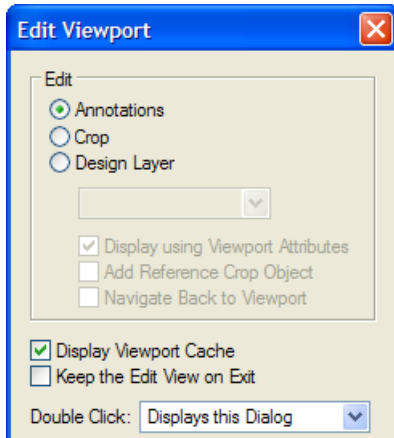 Edit Viewport
Edit
Annotations
Crop
Design Layer
Display using Viewport Attributes
Add Reference Crop Object
Navigate Back to Viewport
Display Viewport Cache
Keep the Edit View on Exit
Double Click: Displays this Dialog